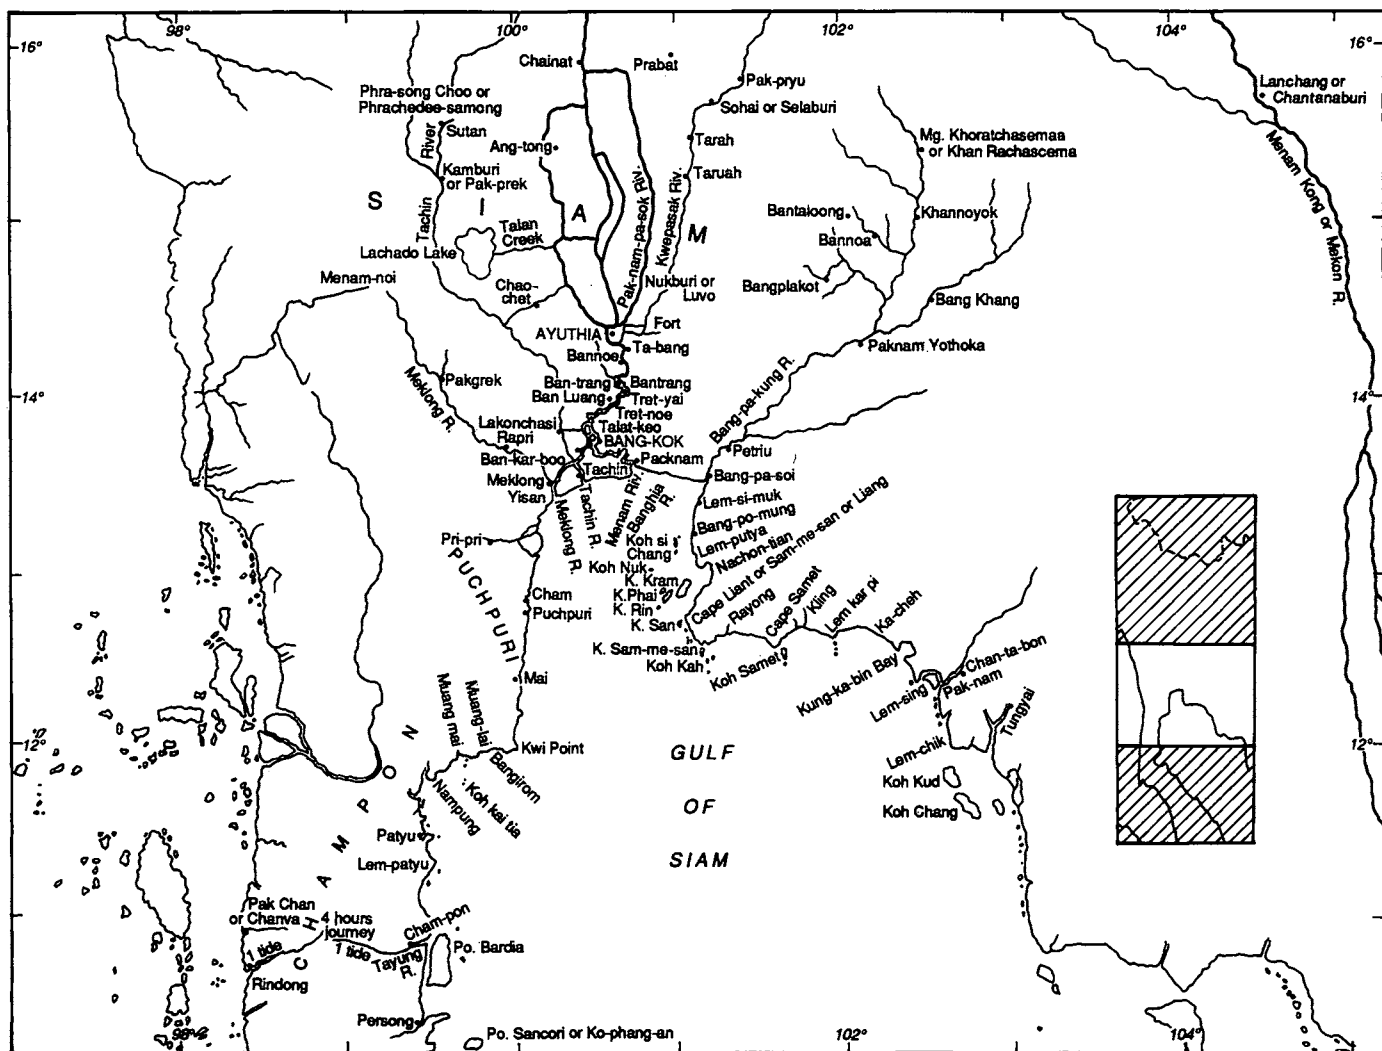 98°
100°
102°
104°
16°
16°
Chainat
Prabat
Pak-pryu
Lanchang or
Chantanaburi
Phra-song Choo or
Phrachedee-samong
Sohai or Selaburi
Sutan
River
Ang-tong
Tarah
Mg. Khoratchasemaa
or Khan Rachascema
Menam Kong or Mekon R.
Kamburi
or Pak-prek
Taruah
S I A M
Tachin
Talan
Creek
Pak-nam-pa-sok Riv.
Kwepasak Riv.
Bantaloong
Khannoyok
Lachado Lake
Bannoa
Menam-noi
Chao-
chet
Nukburi or
Luvo
Bangplakot
Bang Khang
AYUTHIA
Fort
Ta-bang
Paknam Yothoka
Bannoe
Meklong R.
Pakgrek
Ban-trang
Bantrang
Ban Luang
Tret-yai
Bang-pa-kung R.
14°
14°
Tret-noe
Lakonchasi
Talat-keo
Rapri
BANG-KOK
Petriu
Ban-kar-boo
Packnam
Meklong
Tachin
Bang-pa-soi
Yisan
Meklong R.
Tachin R.
Menam Riv.
Banghia
R.
Lem-si-muk
Bang-po-mung
Pri-pri
Koh si
Chang
Lem-putya
Nachon-tian
PUCHPURI
Koh Nuk
K. Kram
Cape Liant or Sam-me-san or Liang
Cham
K.Phai
Puchpuri
K. Rin
Rayong
Cape Samet
Kling
Lem kar pi
K. San
Ka-cheh
K. Sam-me-san
Koh Kah
Koh Samet
Kung-ka-bin Bay
Chan-ta-bon
Mai
Lem-sing
Pak-nam
Muang mai
Muang-lai
Tungyai
12°
12°
Kwi Point
GULF
Lem-chik
Bangirom
Nampung
Koh kai tia
Koh Kud
OF
Koh Chang
CHAMPON
Patyu
Lem-patyu
SIAM
Pak Chan
or Chanva
4 hours
journey
Cham-pon
1 tide
1 tide
Tayung
R.
Po. Bardia
Rindong
Persong
Po. Sancori or Ko-phang-an
102°
104°